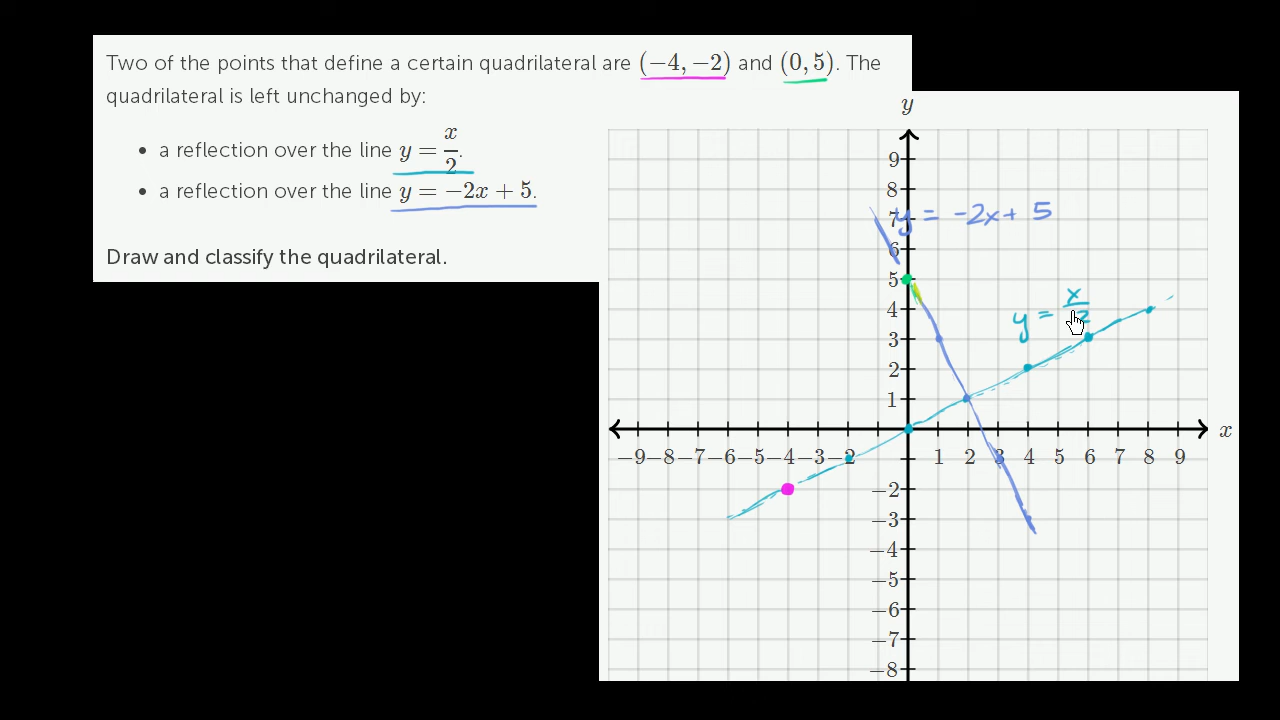 Two of the points that define a certain quadrilateral are (−4, −2) and (0, 5). The
quadrilateral is left unchanged by:
• a reflection over the line y = x/2.
• a reflection over the line y = −2x + 5.
Draw and classify the quadrilateral.
y
9
8
7
y = -2x + 5
6
5
4
y = x/2
3
2
1
x
−9 −8 −7 −6 −5 −4 −3 −2 1 2 3 4 5 6 7 8 9
−2
−3
−4
−5
−6
−7
−8